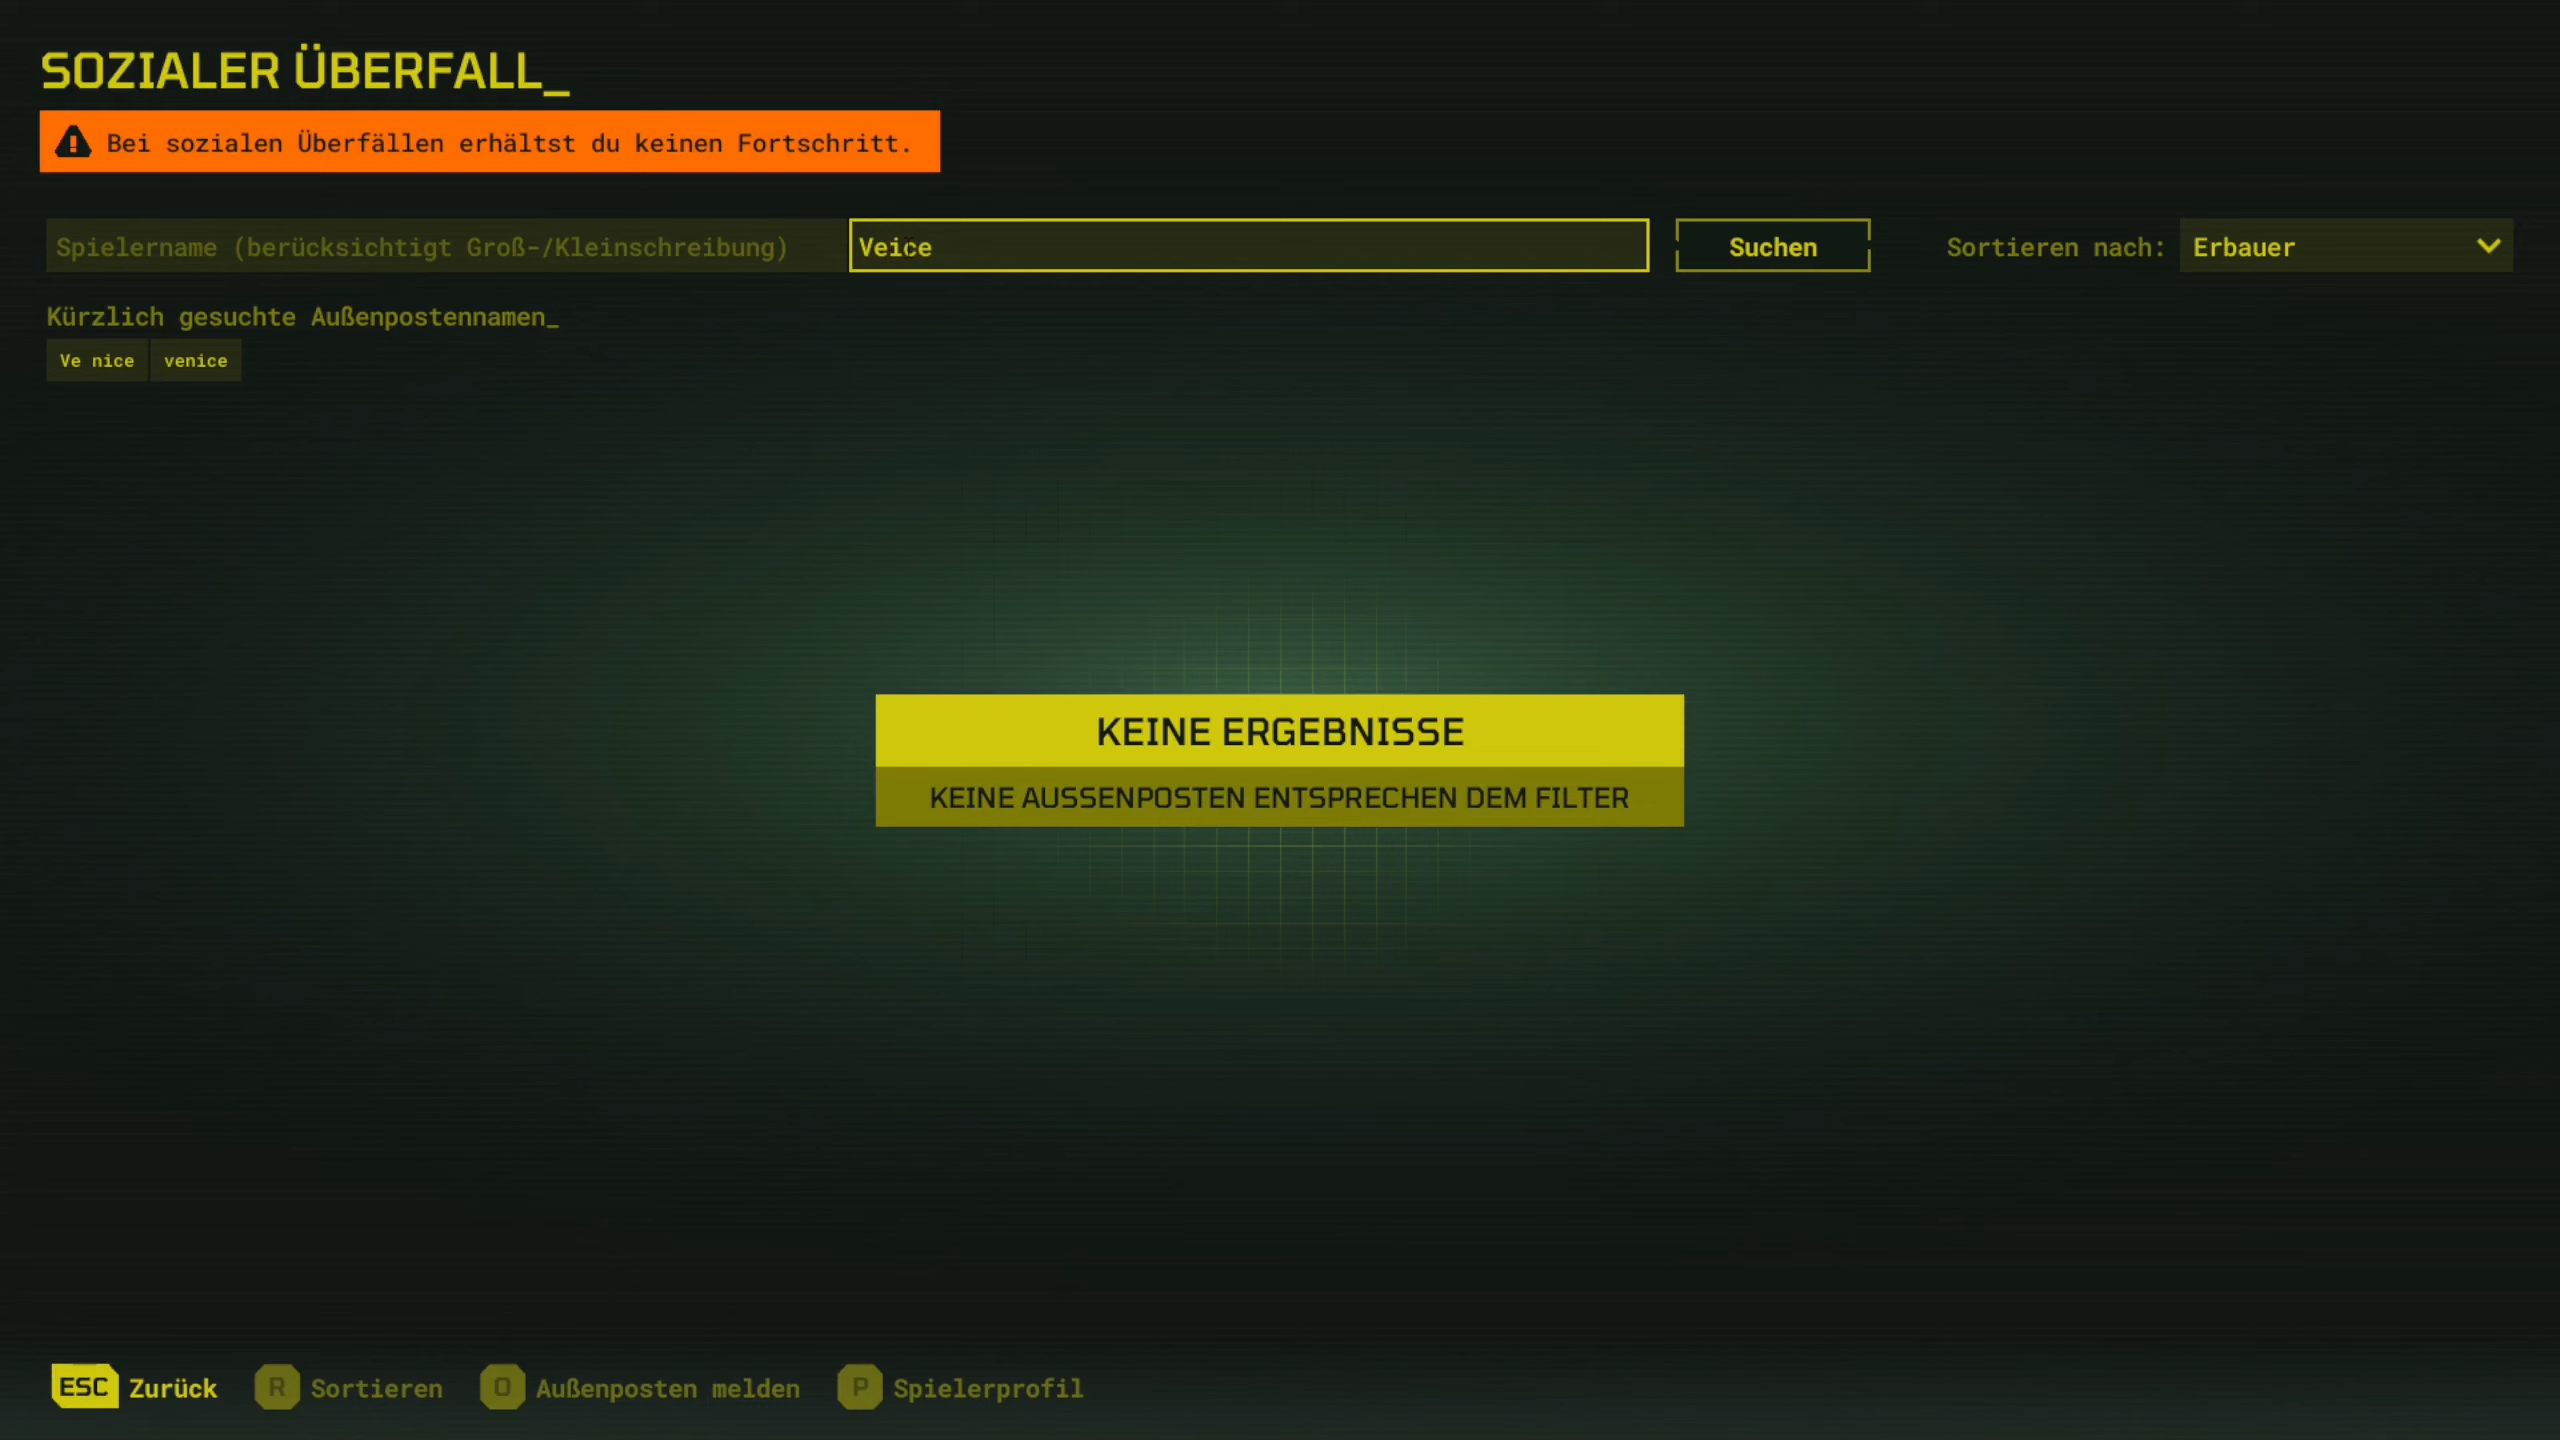 SOZIALER ÜBERFALL_
Bei sozialen Überfällen erhältst du keinen Fortschritt.
Spielername (berücksichtigt Groß-/Kleinschreibung) Veice Suchen Sortieren nach: Erbauer
Kürzlich gesuchte Außenpostennamen_
Ve nice venice
KEINE ERGEBNISSE
KEINE AUSSENPOSTEN ENTSPRECHEN DEM FILTER
ESC Zurück R Sortieren O Außenposten melden P Spielerprofil